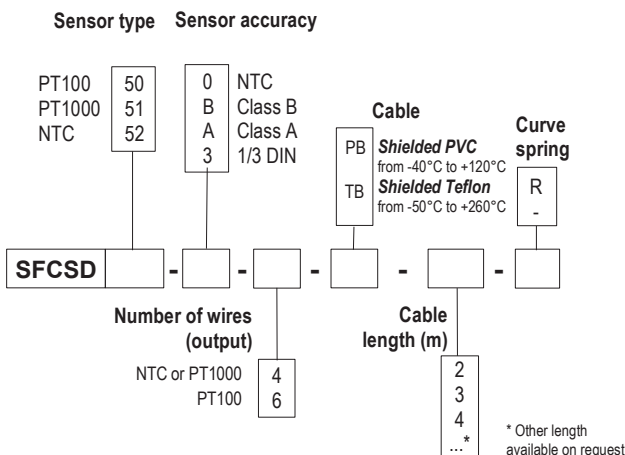 Sensor type Sensor accuracy
PT100 50 0 NTC
PT1000 51 B Class B
NTC 52 A Class A
3 1/3 DIN
Cable
PB Shielded PVC
from -40°C to +120°C
TB Shielded Teflon
from -50°C to +260°C
Curve
spring
R
-
SFCSD - - - - -
Number of wires
(output)
NTC or PT1000 4
PT100 6
Cable
length (m)
2
3
4
...*
* Other length
available on request